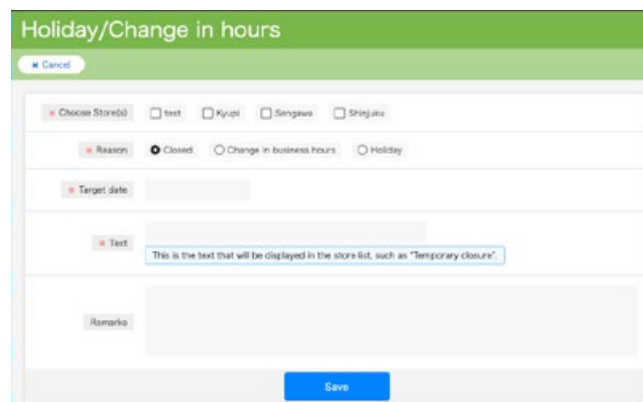 Holiday/Change in hours
× Cancel
※ Choose Store(s) test Kyupi Sengawa Shinjuku
※ Reason Closed Change in business hours Holiday
※ Target date
※ Text
This is the text that will be displayed in the store list, such as "Temporary closure".
Remarks
Save